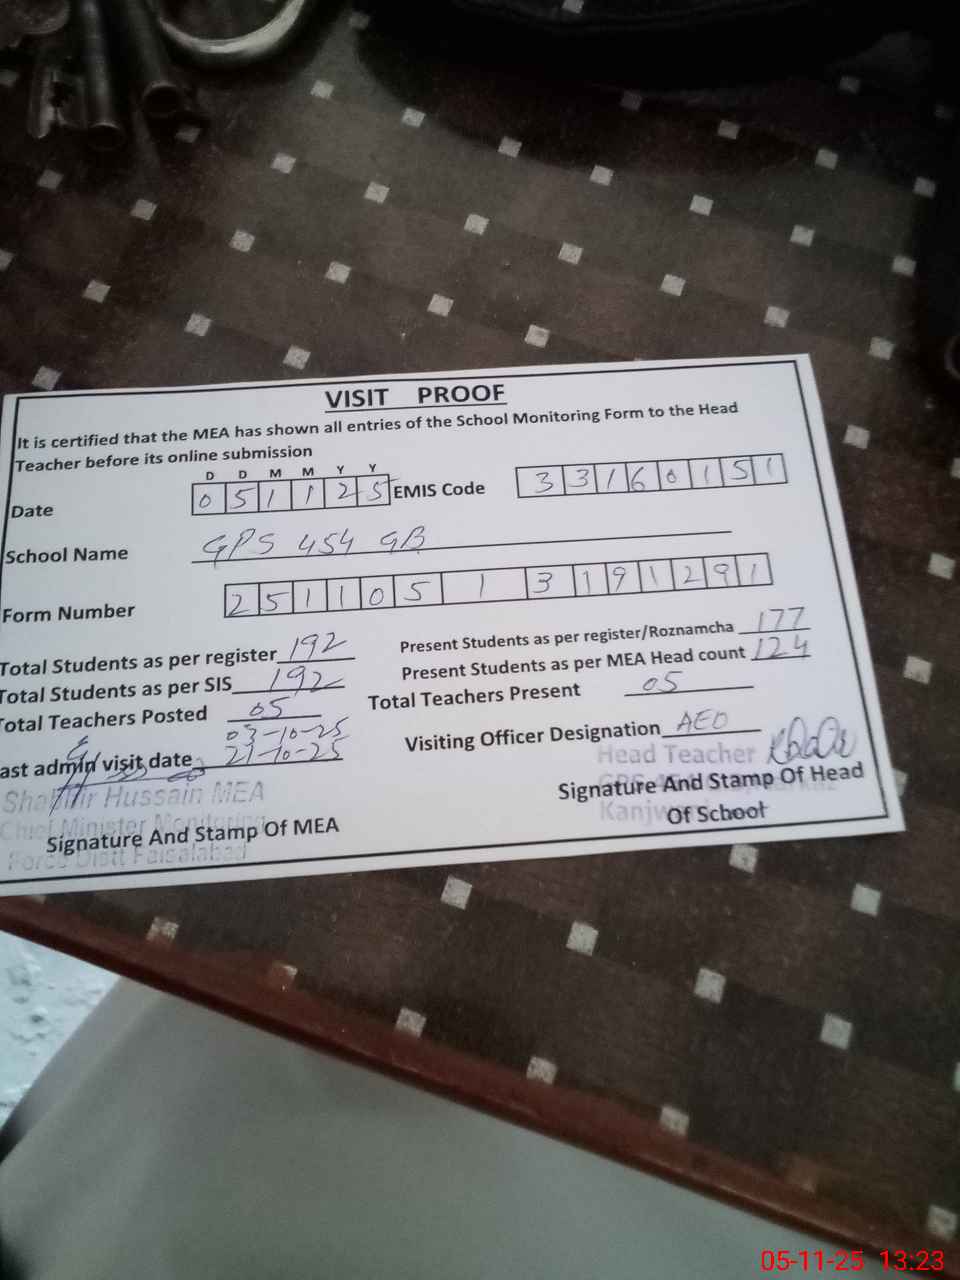 VISIT PROOF
It is certified that the MEA has shown all entries of the School Monitoring Form to the Head
Teacher before its online submission
D D M M Y Y
Date 0 5 1 1 2 5 EMIS Code 3 3 1 6 0 1 5 1
School Name GPS 454 GB
Form Number 2 5 1 1 0 5 1 3 1 9 1 2 9 1
Total Students as per register 192 Present Students as per register/Roznamcha 177
Total Students as per SIS 192 Present Students as per MEA Head count 124
Total Teachers Posted 05 Total Teachers Present 05
03-10-25
ast admin visit date 21-10-25 Visiting Officer Designation AEO
Head Teacher
Hussain MEA
Signature And Stamp Of Head
Of School
Kanjwani
Chief Minister Monitoring
Signature And Stamp Of MEA
Force Distt Faisalabad
05-11-25 13:23